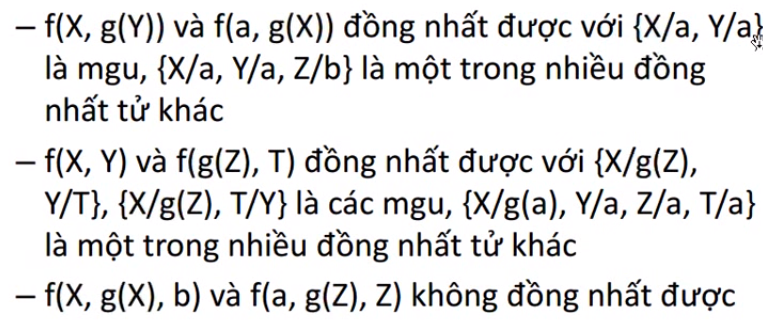 – f(X, g(Y)) và f(a, g(X)) đồng nhất được với {X/a, Y/a}
là mgu, {X/a, Y/a, Z/b} là một trong nhiều đồng
nhất tử khác
– f(X, Y) và f(g(Z), T) đồng nhất được với {X/g(Z),
Y/T}, {X/g(Z), T/Y} là các mgu, {X/g(a), Y/a, Z/a, T/a}
là một trong nhiều đồng nhất tử khác
– f(X, g(X), b) và f(a, g(Z), Z) không đồng nhất được